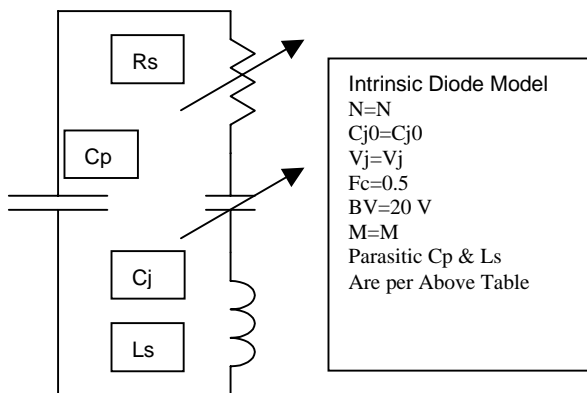 Rs
Cp
Cj
Ls
Intrinsic Diode Model
N=N
Cj0=Cj0
Vj=Vj
Fc=0.5
BV=20 V
M=M
Parasitic Cp & Ls
Are per Above Table